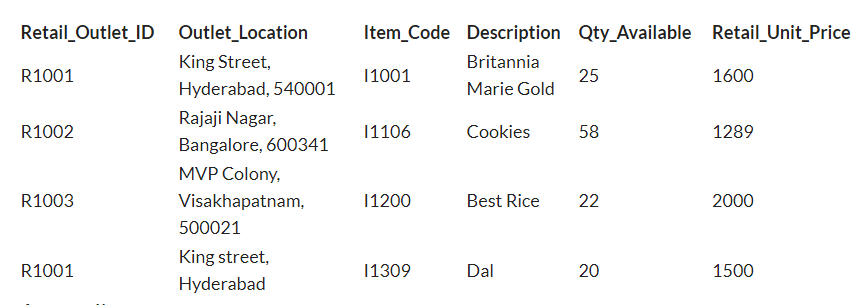 Retail_Outlet_ID Outlet_Location Item_Code Description Qty_Available Retail_Unit_Price
R1001 King Street, Hyderabad, 540001 I1001 Britannia Marie Gold 25 1600
R1002 Rajaji Nagar, Bangalore, 600341 I1106 Cookies 58 1289
R1003 MVP Colony, Visakhapatnam, 500021 I1200 Best Rice 22 2000
R1001 King street, Hyderabad I1309 Dal 20 1500